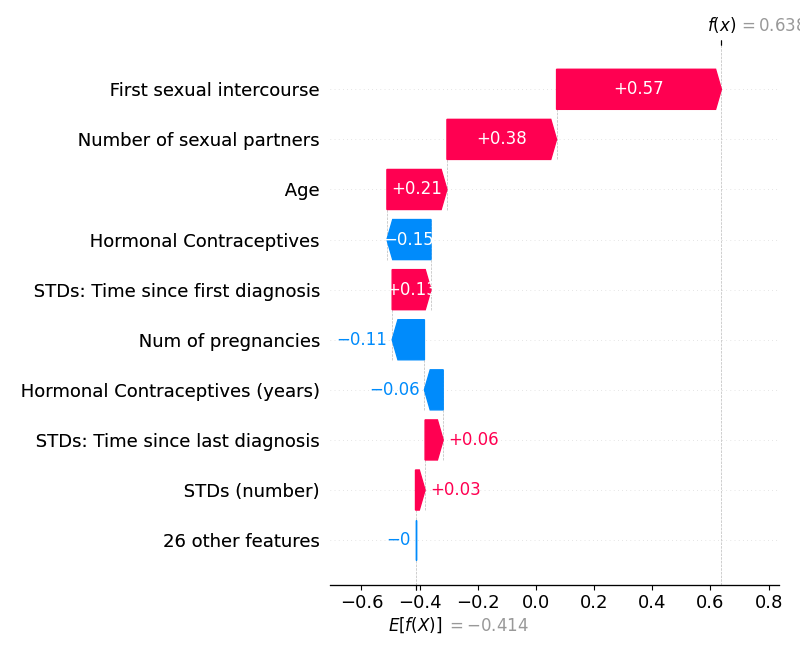 f(x) = 0.638
First sexual intercourse +0.57
Number of sexual partners +0.38
Age +0.21
Hormonal Contraceptives −0.15
STDs: Time since first diagnosis +0.13
Num of pregnancies −0.11
Hormonal Contraceptives (years) −0.06
STDs: Time since last diagnosis +0.06
STDs (number) +0.03
26 other features −0
−0.6 −0.4 −0.2 0.0 0.2 0.4 0.6 0.8
E[f(X)] = −0.414